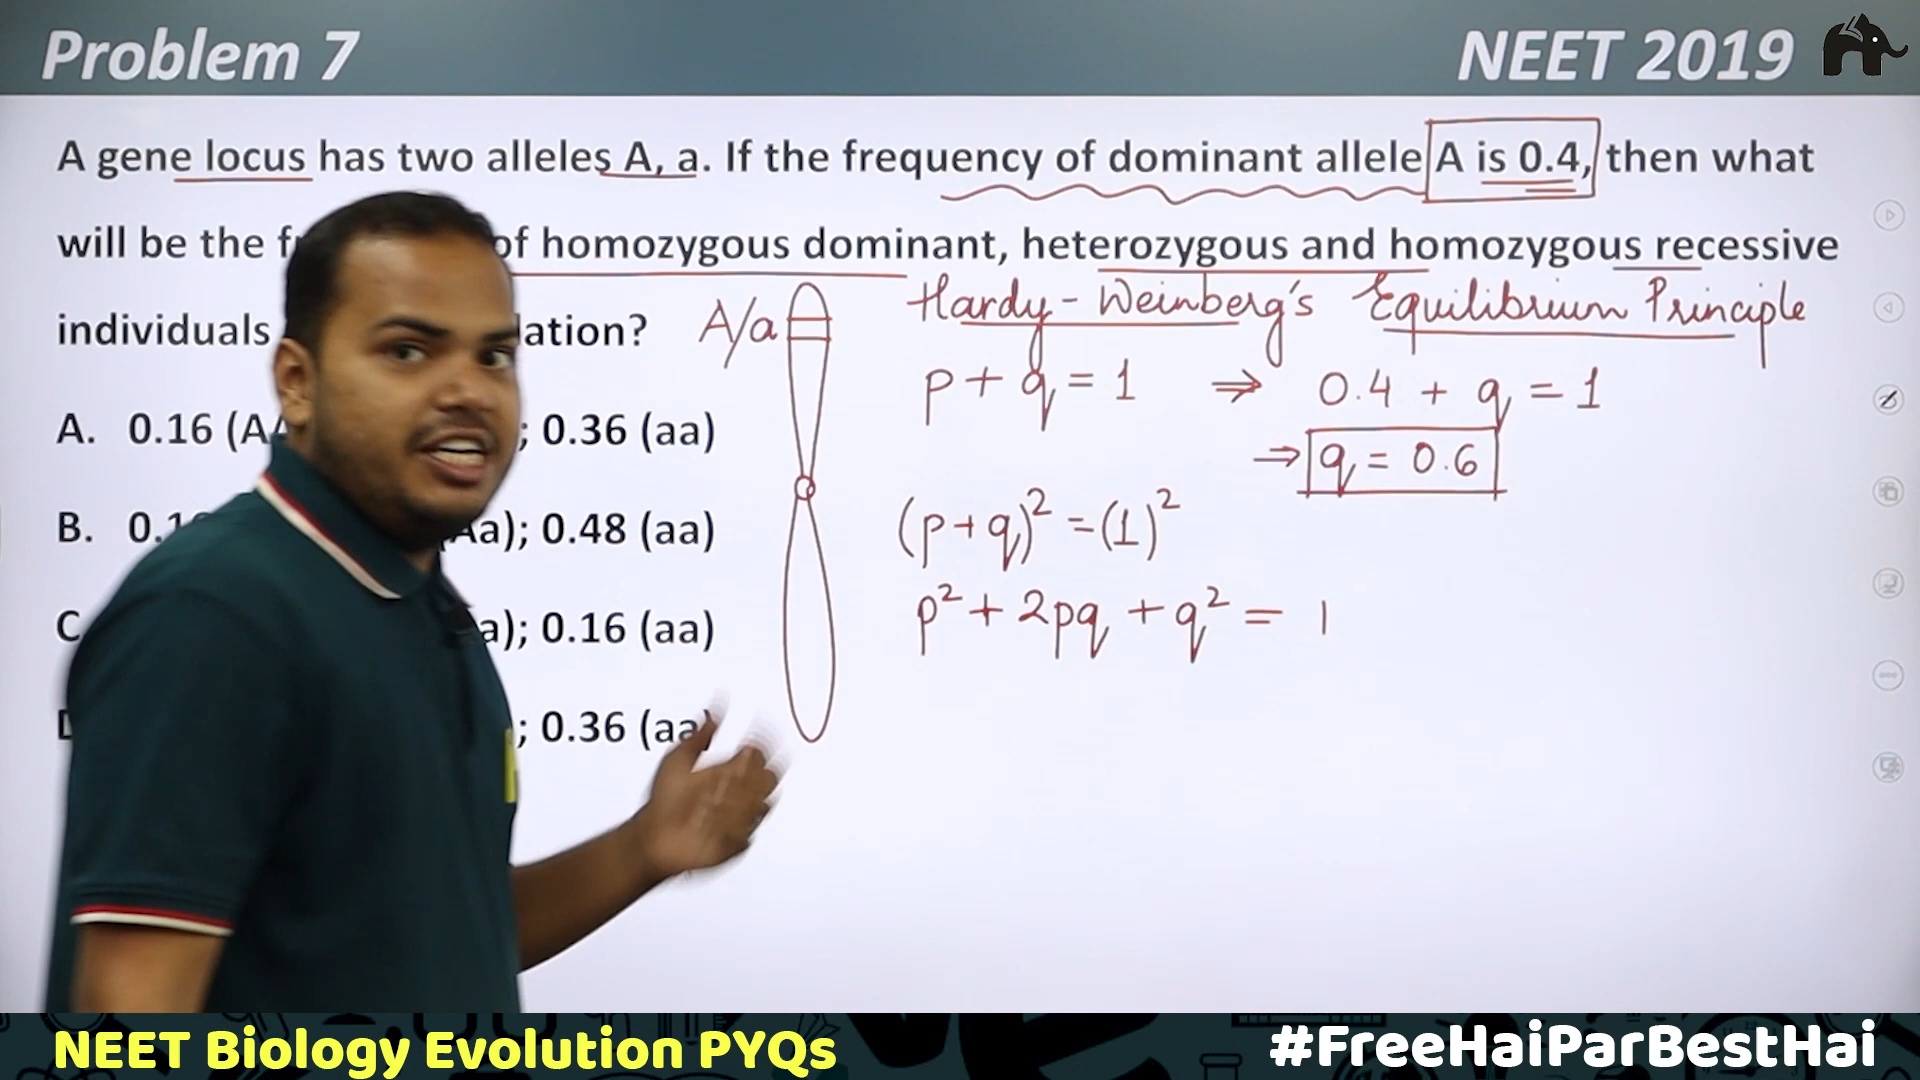 Problem 7
NEET 2019
A gene locus has two alleles A, a. If the frequency of dominant allele A is 0.4, then what
will be the of homozygous dominant, heterozygous and homozygous recessive
individuals ation?
A/a
Hardy-Weinberg's Equilibrium Principle
p + q = 1 ⇒ 0.4 + q = 1
⇒ q = 0.6
A. 0.16 (A ; 0.36 (aa)
(p+q)² = (1)²
B. 0.1 Aa); 0.48 (aa)
p² + 2pq + q² = 1
C a); 0.16 (aa)
; 0.36 (aa)
NEET Biology Evolution PYQs
#FreeHaiParBestHai